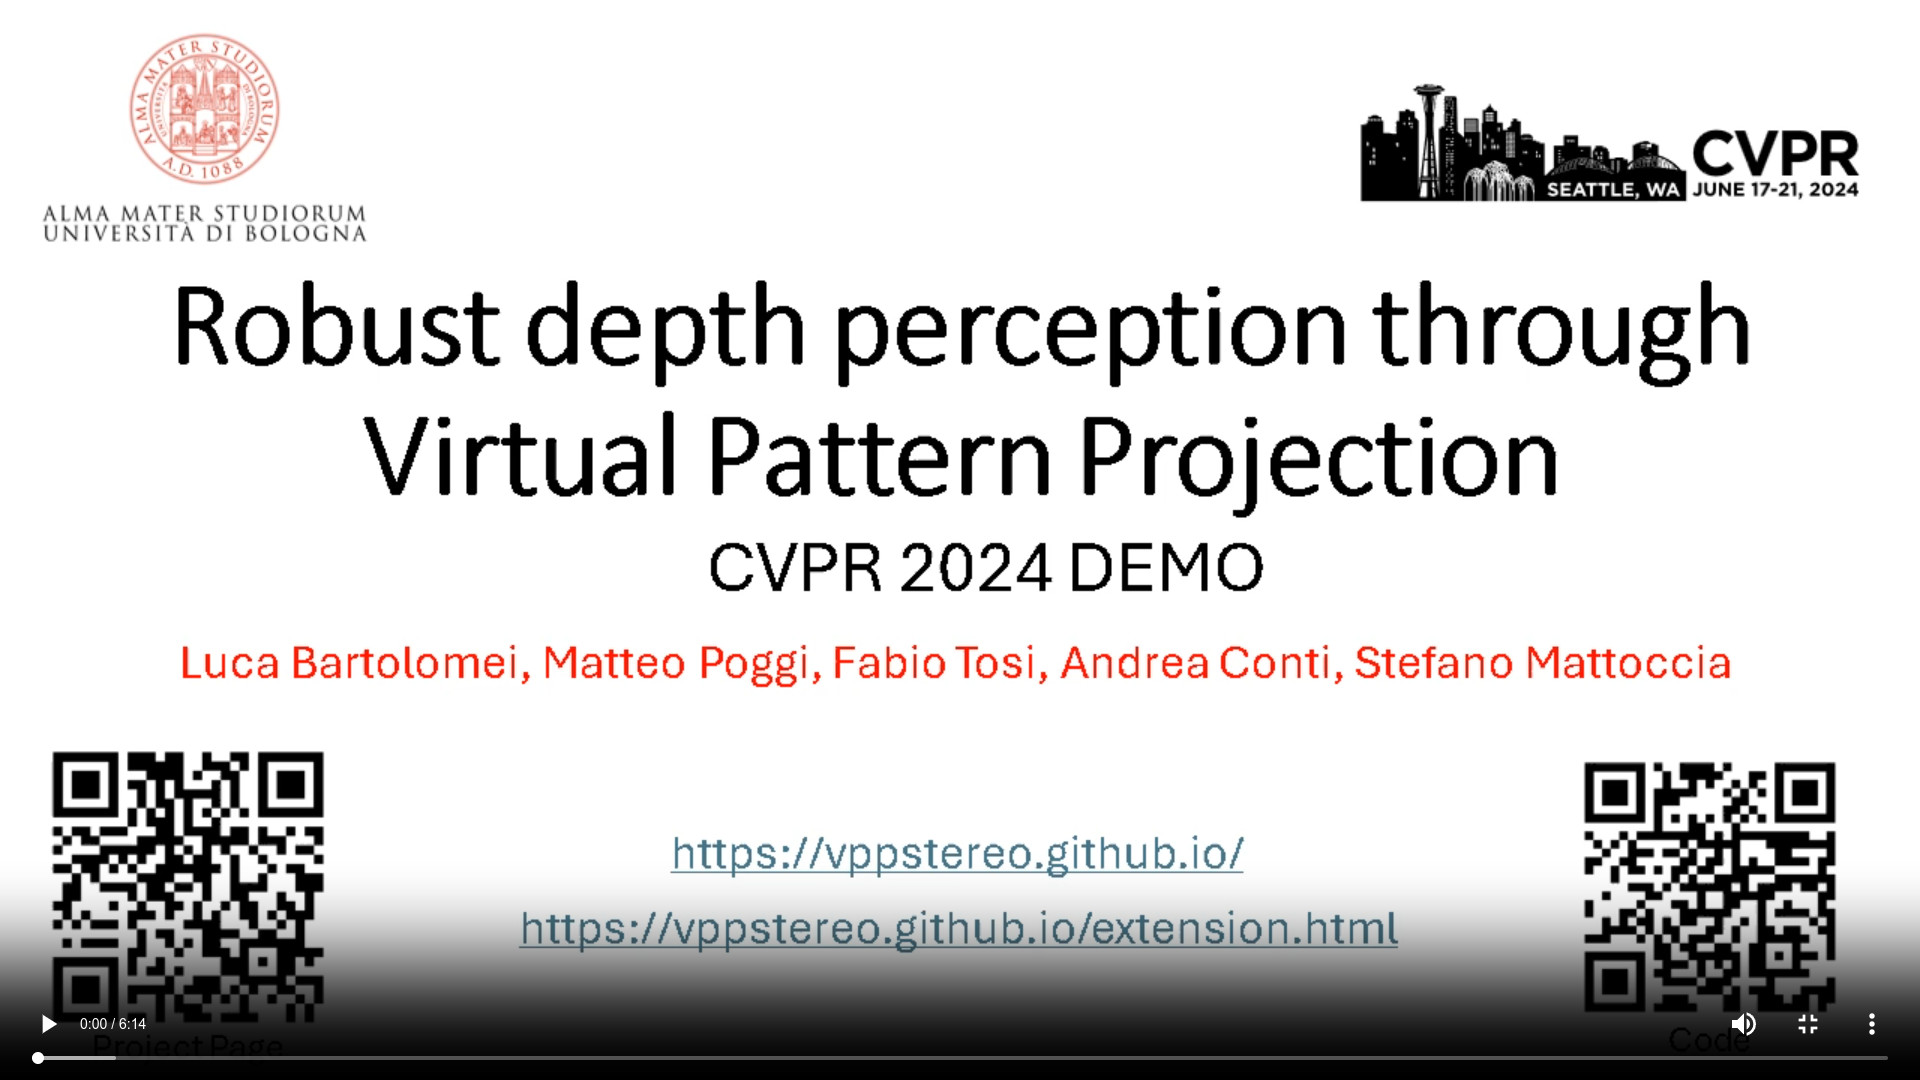 ALMA MATER STUDIORUM
A.D. 1088
ALMA MATER STUDIORUM
UNIVERSITÀ DI BOLOGNA
SEATTLE, WA
CVPR
JUNE 17-21, 2024
Robust depth perception through
Virtual Pattern Projection
CVPR 2024 DEMO
Luca Bartolomei, Matteo Poggi, Fabio Tosi, Andrea Conti, Stefano Mattoccia
https://vppstereo.github.io/
https://vppstereo.github.io/extension.html
0:00 / 6:14
Project Page
Code